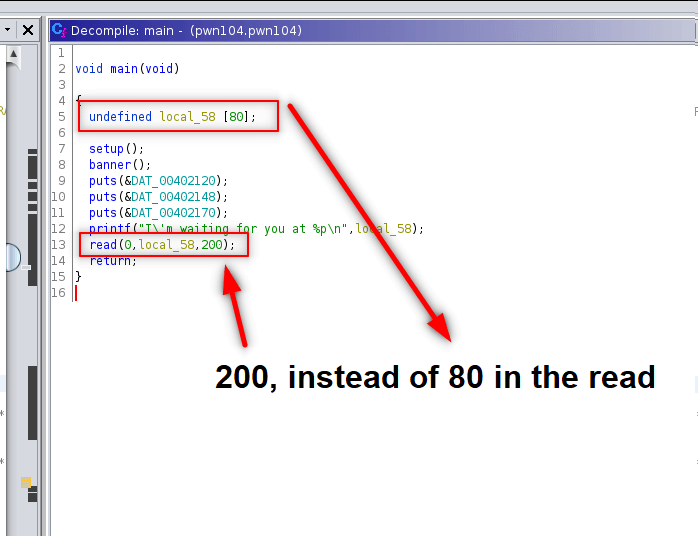 Decompile: main - (pwn104.pwn104)
1
2 void main(void)
3
4 {
5 undefined local_58 [80];
6
7 setup();
8 banner();
9 puts(&DAT_00402120);
10 puts(&DAT_00402148);
11 puts(&DAT_00402170);
12 printf("I\'m waiting for you at %p\n",local_58);
13 read(0,local_58,200);
14 return;
15 }
16
200, instead of 80 in the read